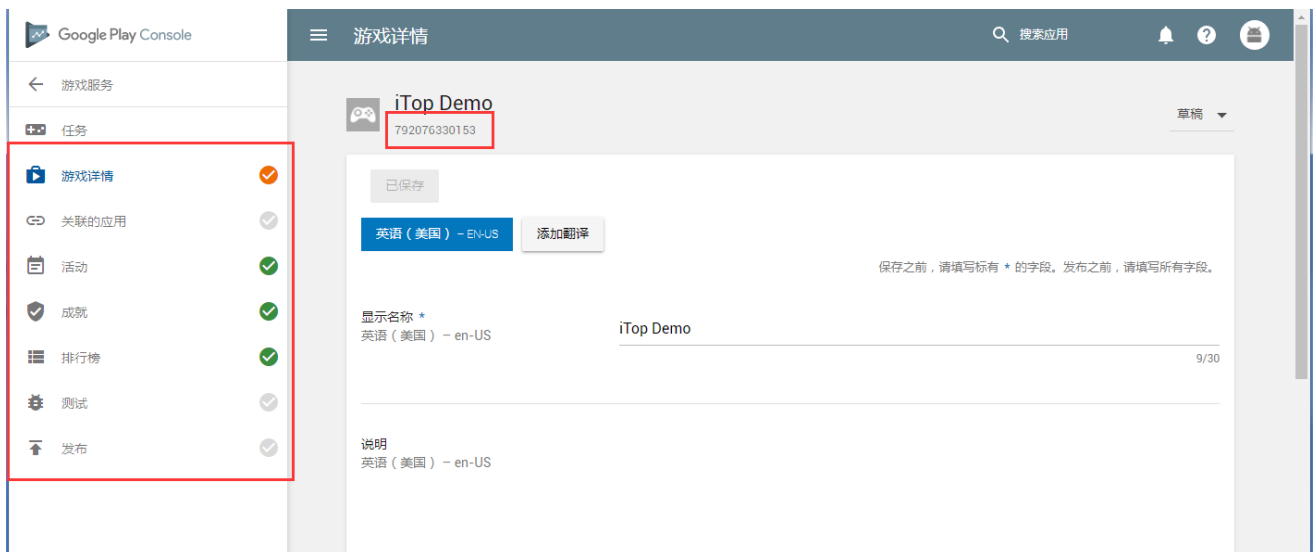 Google Play Console
游戏详情
搜索应用
游戏服务
任务
游戏详情
关联的应用
活动
成就
排行榜
测试
发布
iTop Demo
792076330153
草稿
已保存
英语（美国） – EN-US
添加翻译
保存之前，请填写标有 * 的字段。发布之前，请填写所有字段。
显示名称 *
英语（美国） – en-US
iTop Demo
9/30
说明
英语（美国） – en-US